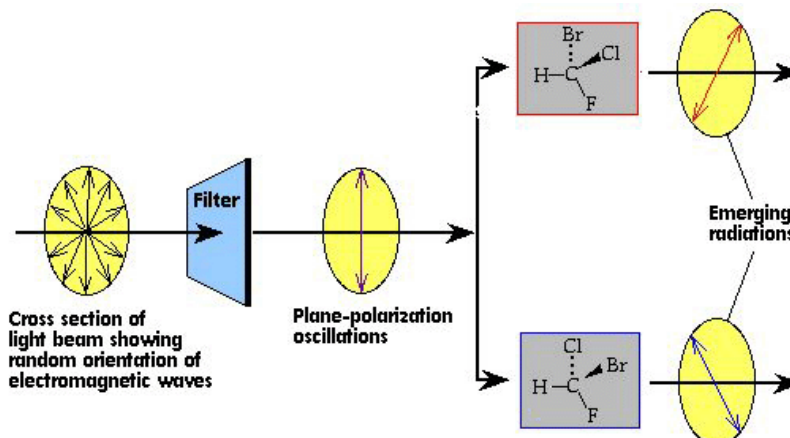 Br
Cl
H
C
F
Filter
Emerging
radiations
Cross section of
light beam showing
random orientation of
electromagnetic waves
Plane-polarization
oscillations
Cl
Br
H
C
F